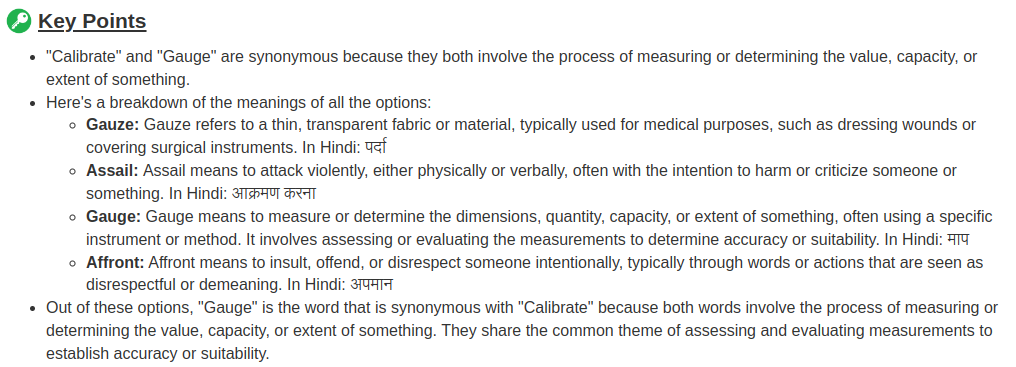 Key Points
"Calibrate" and "Gauge" are synonymous because they both involve the process of measuring or determining the value, capacity, or
extent of something.
Here's a breakdown of the meanings of all the options:
Gauze: Gauze refers to a thin, transparent fabric or material, typically used for medical purposes, such as dressing wounds or
covering surgical instruments. In Hindi: पर्दा
Assail: Assail means to attack violently, either physically or verbally, often with the intention to harm or criticize someone or
something. In Hindi: आक्रमण करना
Gauge: Gauge means to measure or determine the dimensions, quantity, capacity, or extent of something, often using a specific
instrument or method. It involves assessing or evaluating the measurements to determine accuracy or suitability. In Hindi: माप
Affront: Affront means to insult, offend, or disrespect someone intentionally, typically through words or actions that are seen as
disrespectful or demeaning. In Hindi: अपमान
Out of these options, "Gauge" is the word that is synonymous with "Calibrate" because both words involve the process of measuring or
determining the value, capacity, or extent of something. They share the common theme of assessing and evaluating measurements to
establish accuracy or suitability.